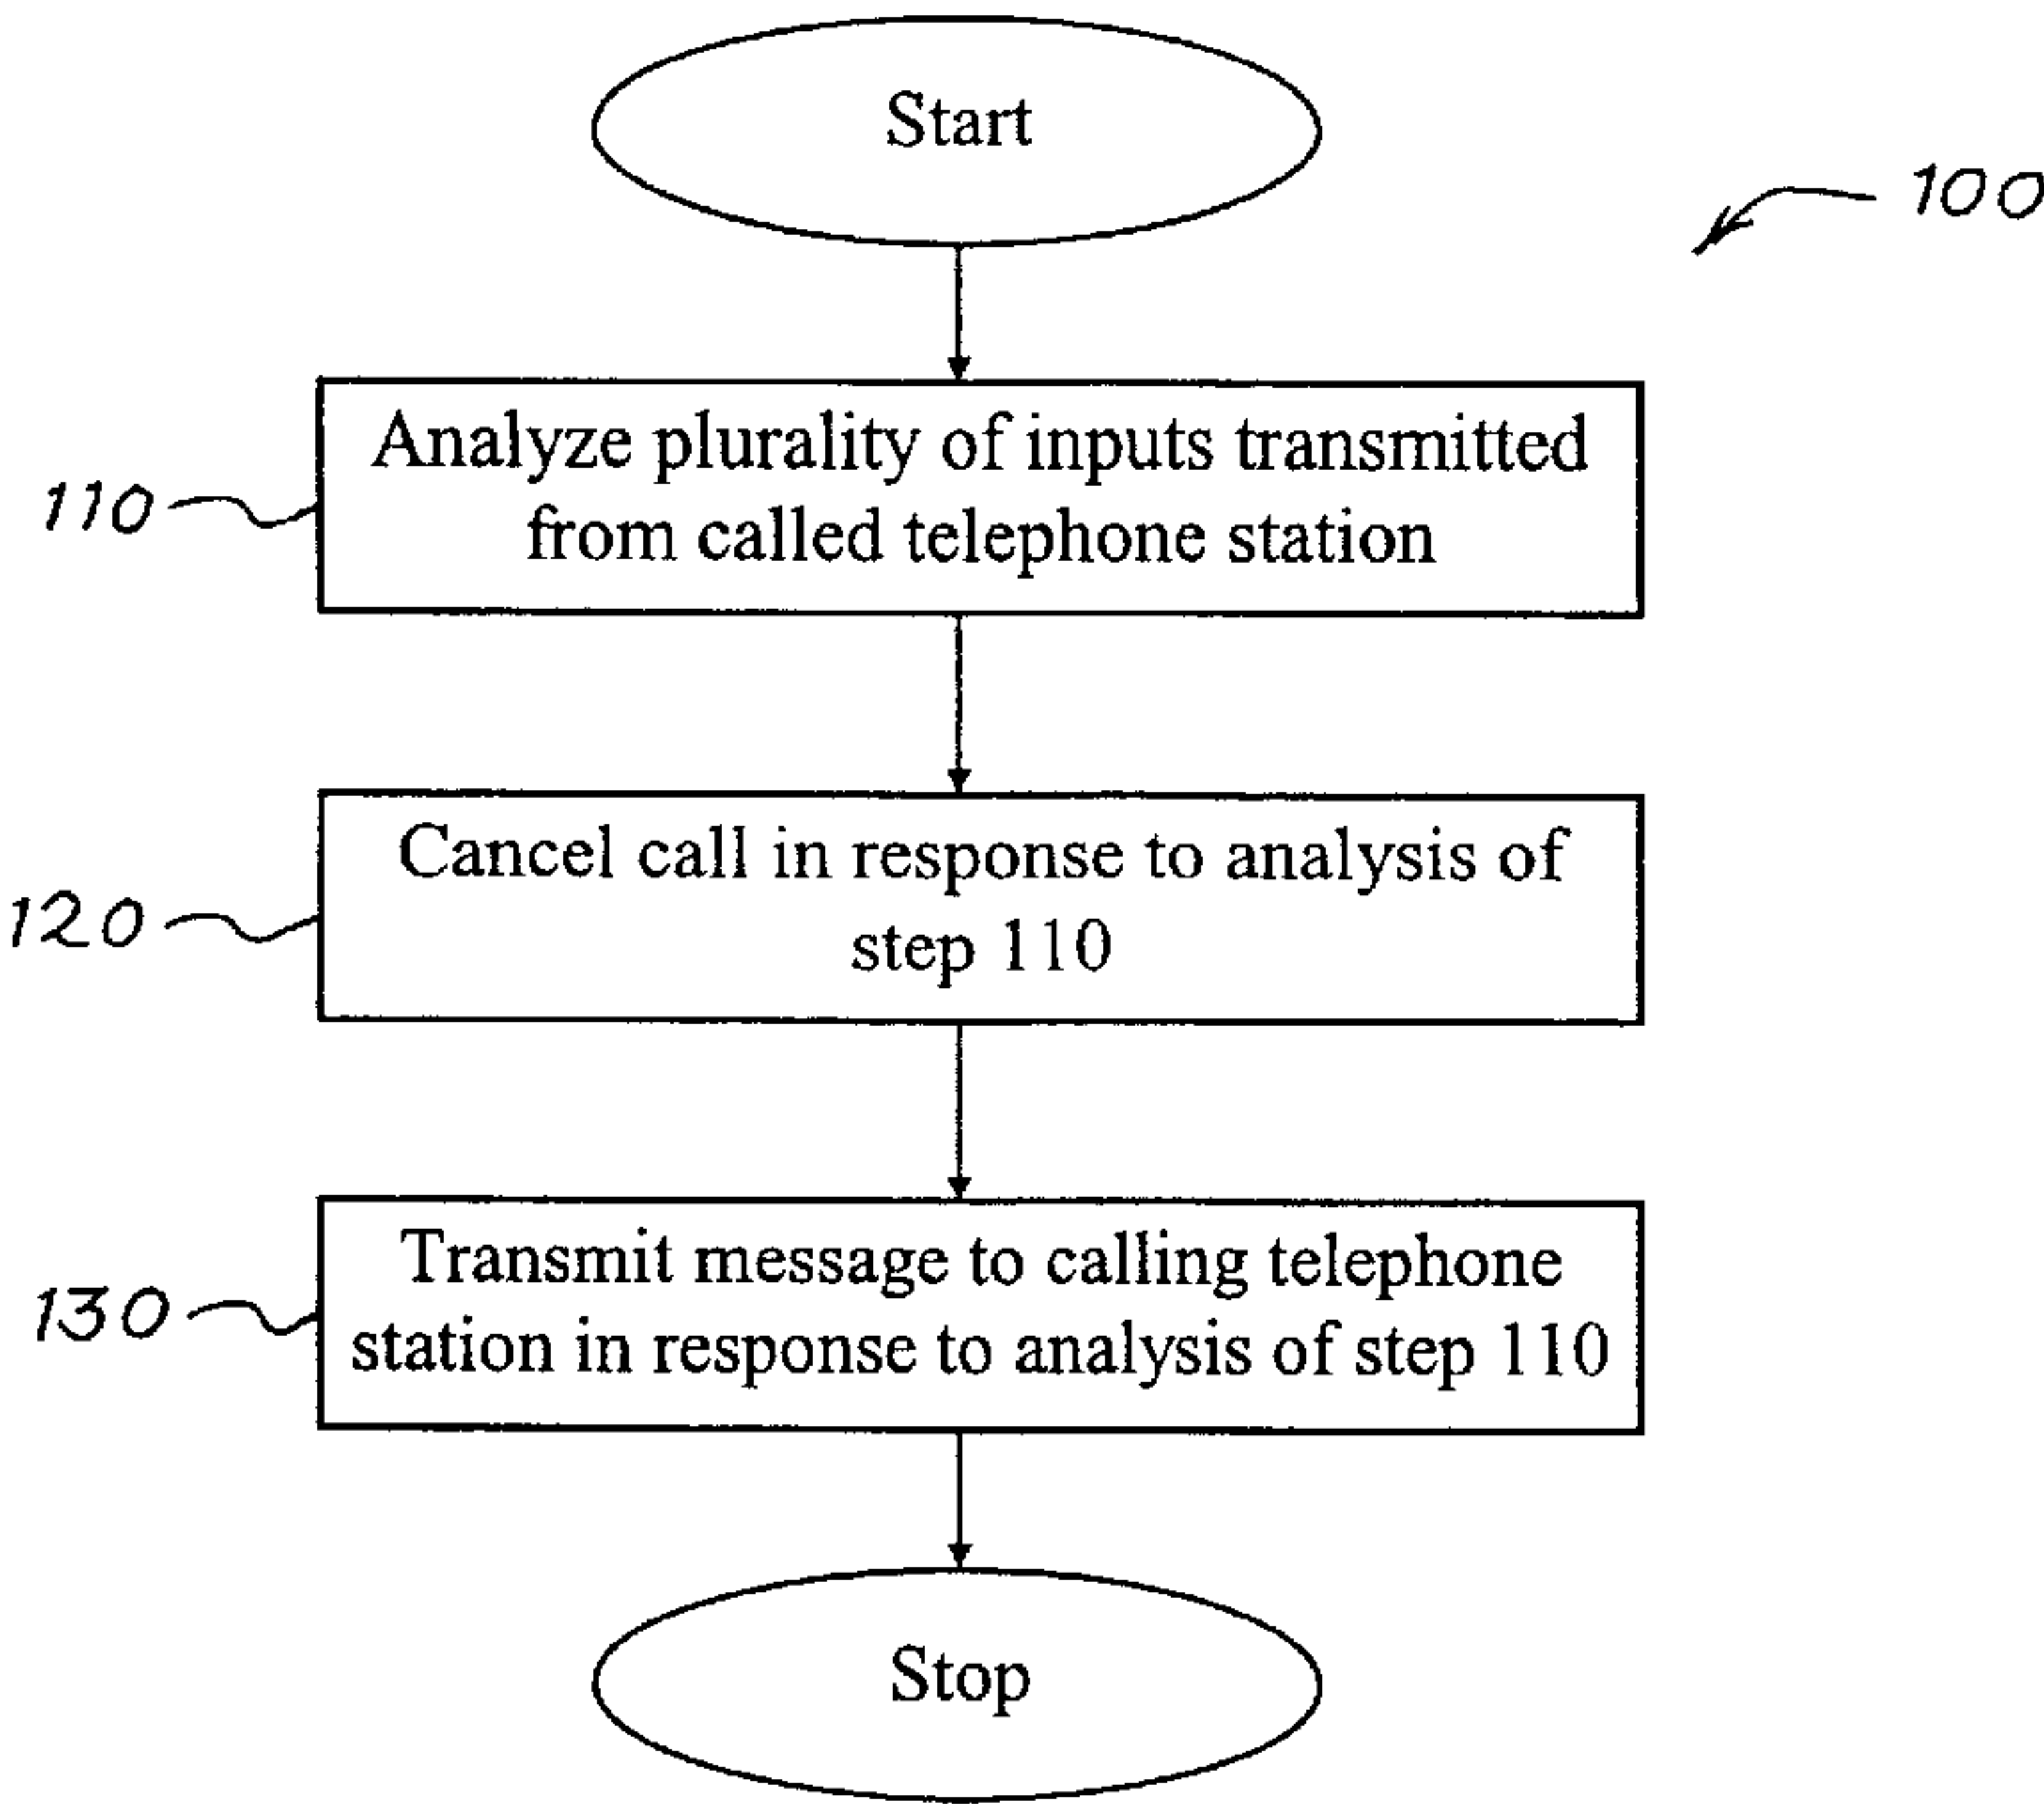 Start
100
110
Analyze plurality of inputs transmitted
from called telephone station
120
Cancel call in response to analysis of
step 110
130
Transmit message to calling telephone
station in response to analysis of step 110
Stop